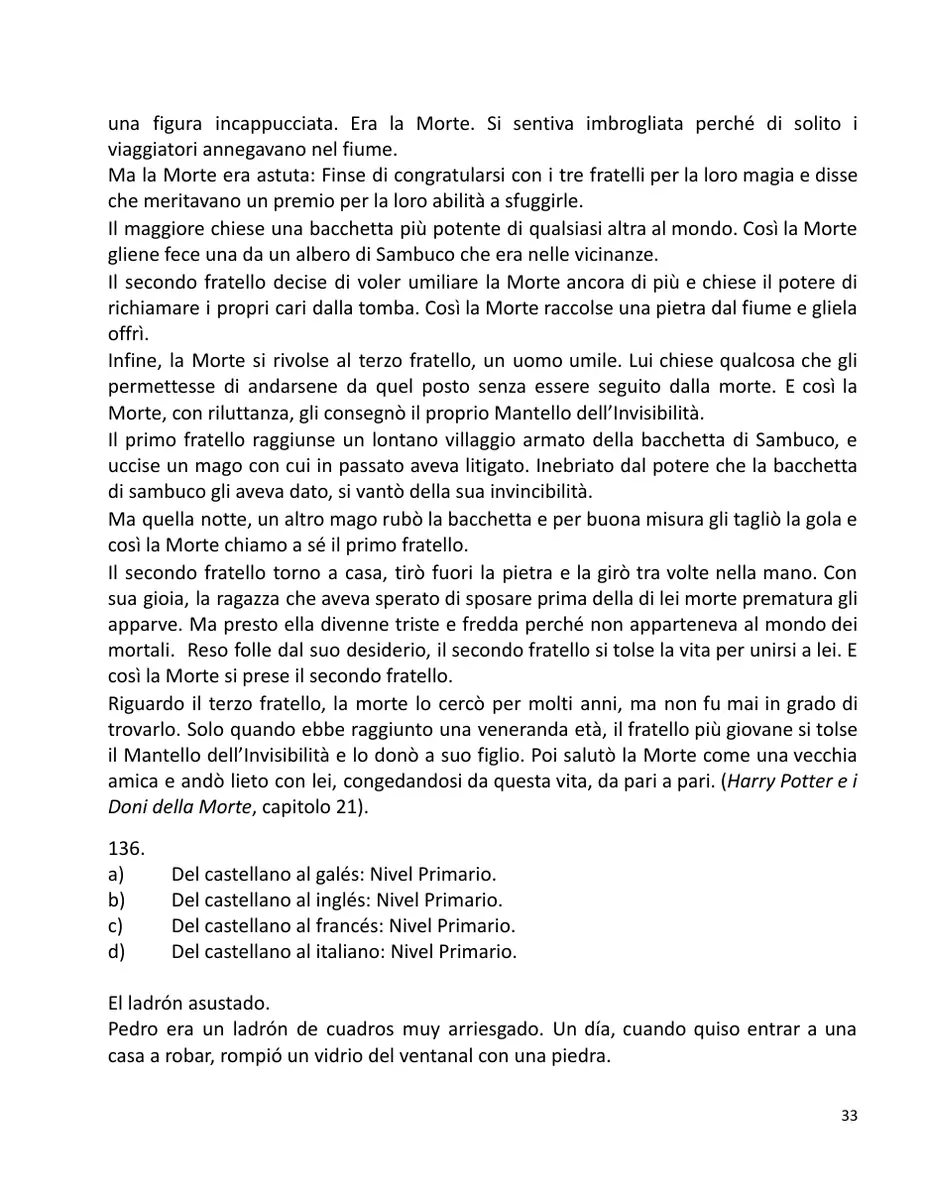 una figura incappucciata. Era la Morte. Si sentiva imbrogliata perché di solito i
viaggiatori annegavano nel fiume.
Ma la Morte era astuta: Finse di congratularsi con i tre fratelli per la loro magia e disse
che meritavano un premio per la loro abilità a sfuggirle.
Il maggiore chiese una bacchetta più potente di qualsiasi altra al mondo. Così la Morte
gliene fece una da un albero di Sambuco che era nelle vicinanze.
Il secondo fratello decise di voler umiliare la Morte ancora di più e chiese il potere di
richiamare i propri cari dalla tomba. Così la Morte raccolse una pietra dal fiume e gliela
offrì.
Infine, la Morte si rivolse al terzo fratello, un uomo umile. Lui chiese qualcosa che gli
permettesse di andarsene da quel posto senza essere seguito dalla morte. E così la
Morte, con riluttanza, gli consegnò il proprio Mantello dell’Invisibilità.
Il primo fratello raggiunse un lontano villaggio armato della bacchetta di Sambuco, e
uccise un mago con cui in passato aveva litigato. Inebriato dal potere che la bacchetta
di sambuco gli aveva dato, si vantò della sua invincibilità.
Ma quella notte, un altro mago rubò la bacchetta e per buona misura gli tagliò la gola e
così la Morte chiamo a sé il primo fratello.
Il secondo fratello torno a casa, tirò fuori la pietra e la girò tra volte nella mano. Con
sua gioia, la ragazza che aveva sperato di sposare prima della di lei morte prematura gli
apparve. Ma presto ella divenne triste e fredda perché non apparteneva al mondo dei
mortali.  Reso folle dal suo desiderio, il secondo fratello si tolse la vita per unirsi a lei. E
così la Morte si prese il secondo fratello.
Riguardo il terzo fratello, la morte lo cercò per molti anni, ma non fu mai in grado di
trovarlo. Solo quando ebbe raggiunto una veneranda età, il fratello più giovane si tolse
il Mantello dell’Invisibilità e lo donò a suo figlio. Poi salutò la Morte come una vecchia
amica e andò lieto con lei, congedandosi da questa vita, da pari a pari. (Harry Potter e i
Doni della Morte, capitolo 21).
136.
a) Del castellano al galés: Nivel Primario.
b) Del castellano al inglés: Nivel Primario.
c) Del castellano al francés: Nivel Primario.
d) Del castellano al italiano: Nivel Primario.
El ladrón asustado.
Pedro era un ladrón de cuadros muy arriesgado. Un día, cuando quiso entrar a una
casa a robar, rompió un vidrio del ventanal con una piedra.
33